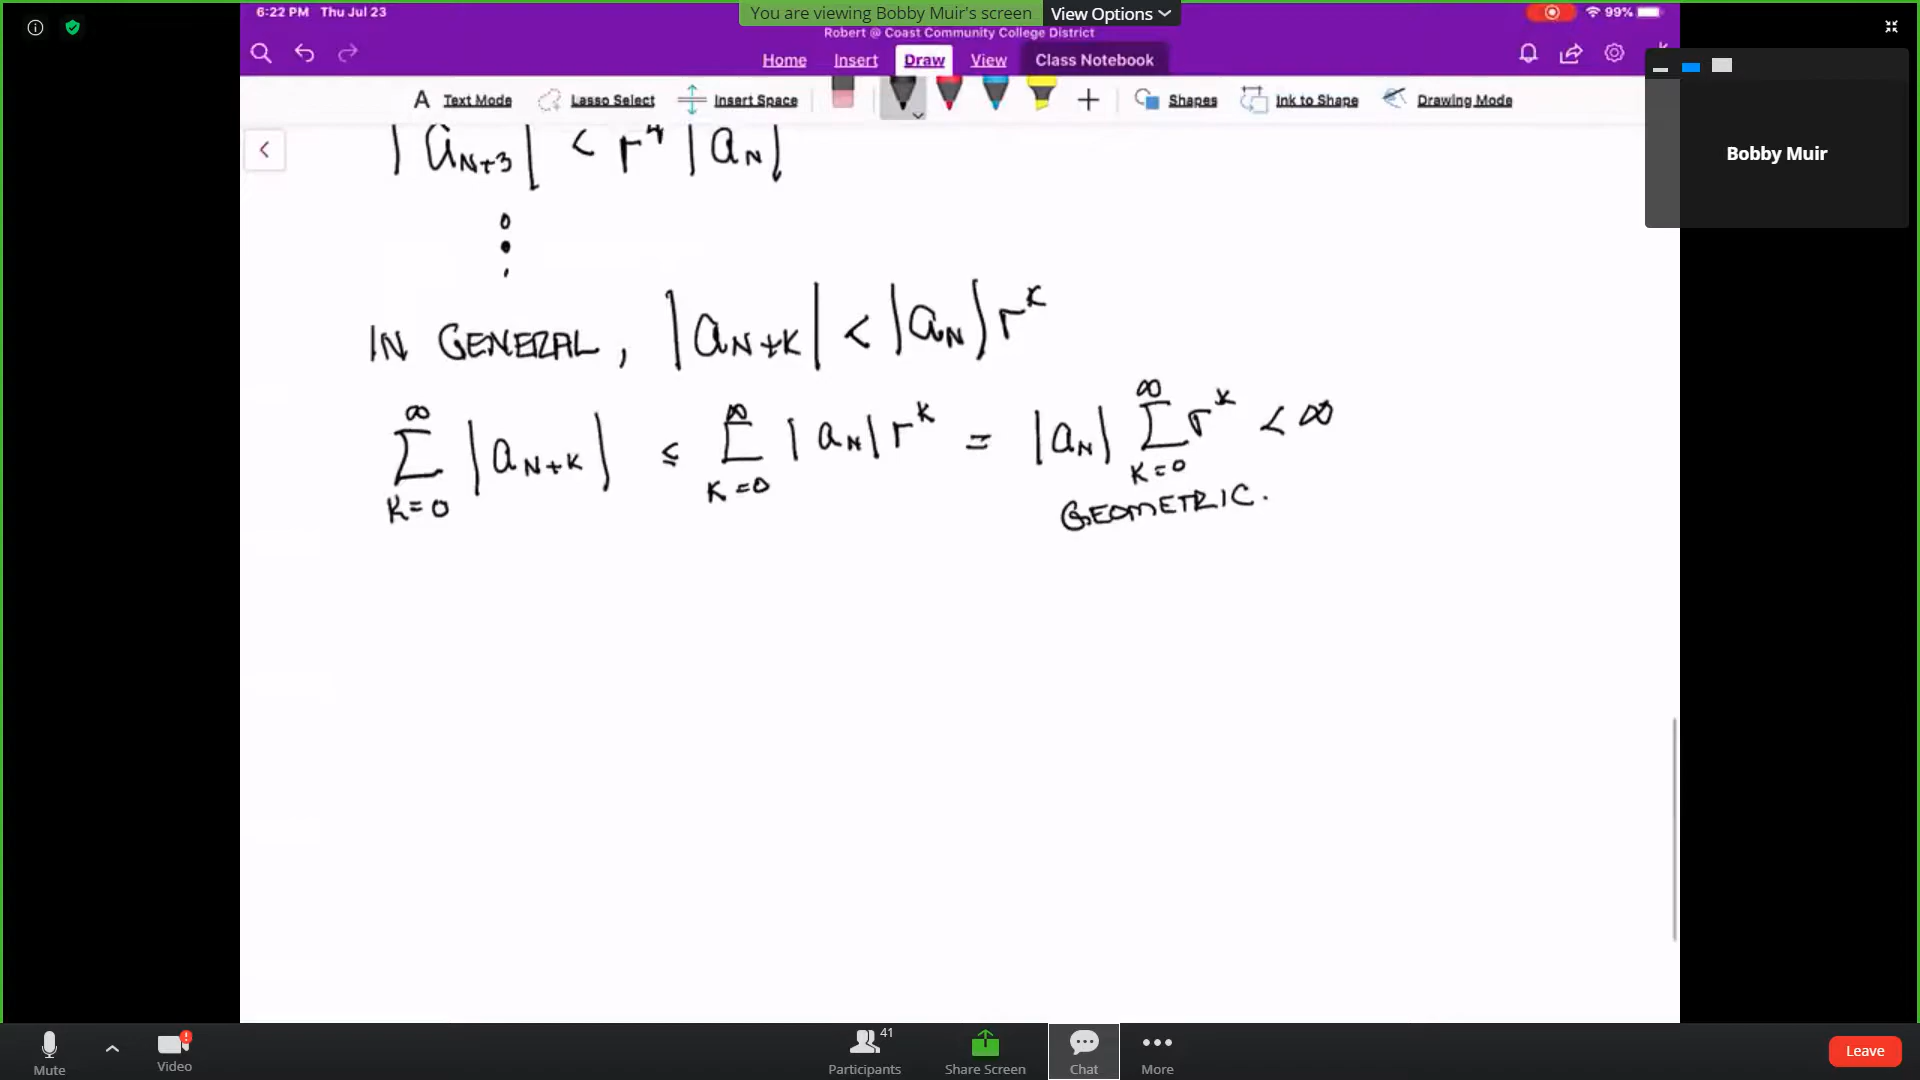 6:22 PM Thu Jul 23
You are viewing Bobby Muir's screen View Options
99%
Robert @ Coast Community College District
Home Insert Draw View Class Notebook
A Text Mode Lasso Select Insert Space Shapes Ink to Shape Drawing Mode
Bobby Muir
|a_{N+3}| < r^4 |a_N|
IN GENERAL, |a_{N+K}| < |a_N| r^K
∞ ∑ K=0 |a_{N+K}| ≤ ∞ ∑ K=0 |a_N| r^K = |a_N| ∞ ∑ K=0 r^K < ∞
GEOMETRIC.
Mute Video Participants 41 Share Screen Chat More Leave